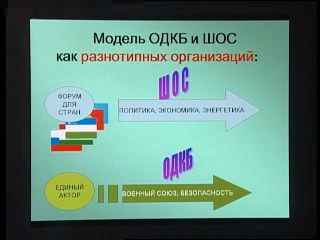 Модель ОДКБ и ШОС
как разнотипных организаций:
ШОС
ФОРУМ
ДЛЯ
СТРАН
ПОЛИТИКА, ЭКОНОМИКА, ЭНЕРГЕТИКА
ОДКБ
ЕДИНЫЙ
АКТОР
ВОЕННЫЙ СОЮЗ, БЕЗОПАСНОСТЬ